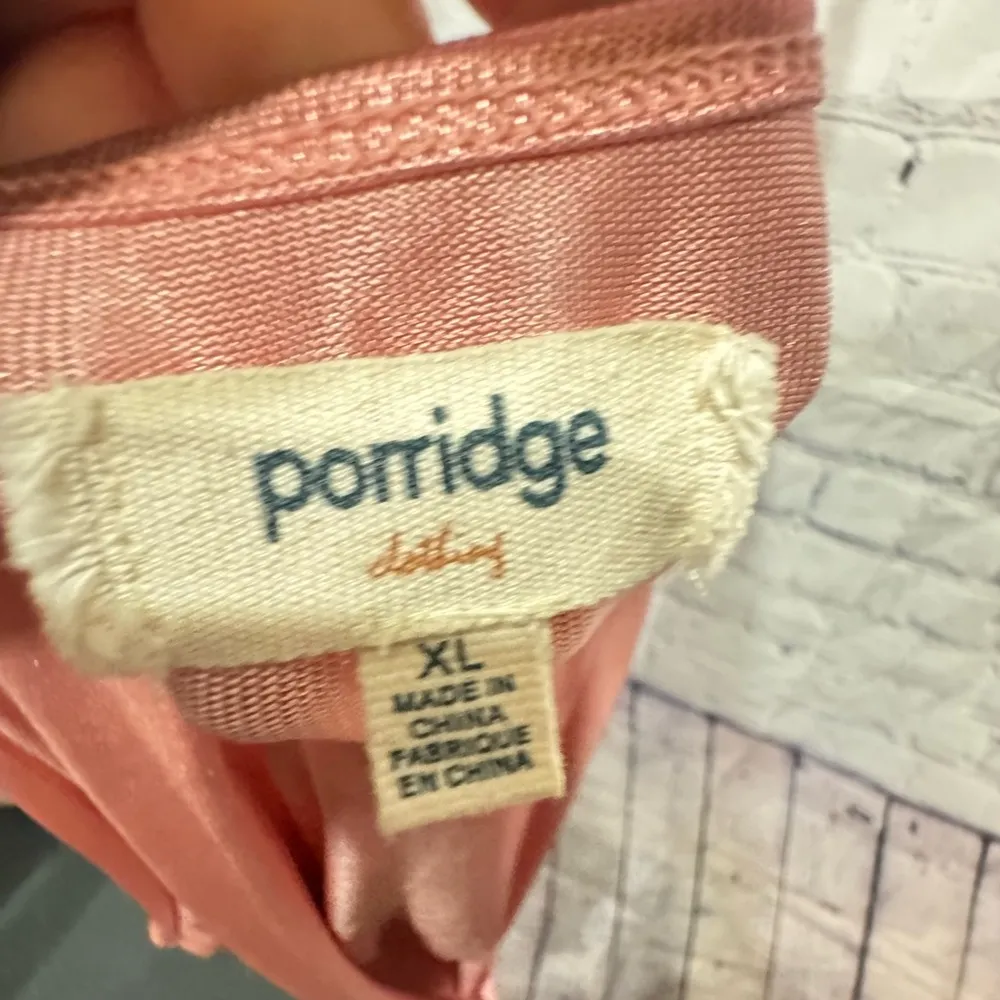 porridge
clothing
XL
MADE IN
CHINA
FABRIQUE
EN CHINA